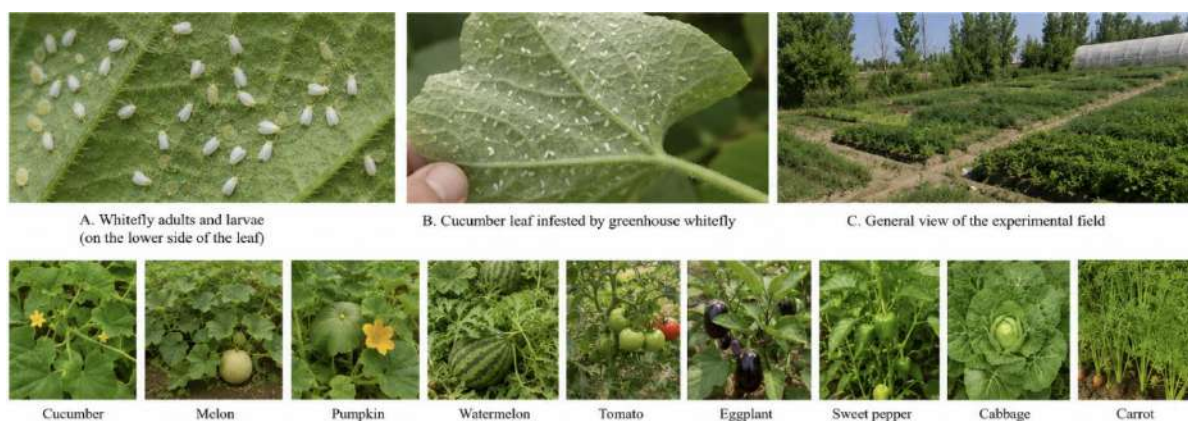 A. Whitefly adults and larvae
(on the lower side of the leaf)
B. Cucumber leaf infested by greenhouse whitefly
C. General view of the experimental field
Cucumber
Melon
Pumpkin
Watermelon
Tomato
Eggplant
Sweet pepper
Cabbage
Carrot